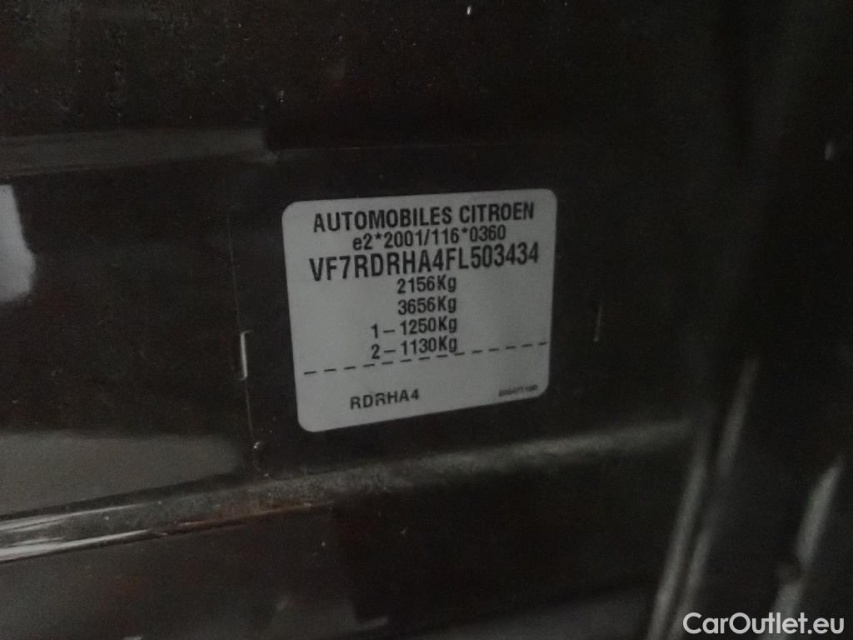 AUTOMOBILES CITROEN
e2*2001/116*0360
VF7RDRHA4FL503434
2156Kg
3656Kg
1-1250Kg
2-1130Kg
RDRHA4
CarOutlet.eu